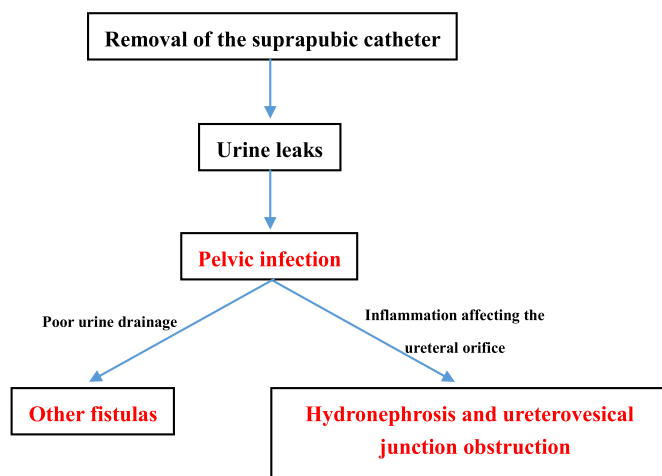 Removal of the suprapubic catheter
Urine leaks
Pelvic infection
Poor urine drainage
Inflammation affecting the
ureteral orifice
Other fistulas
Hydronephrosis and ureterovesical
junction obstruction